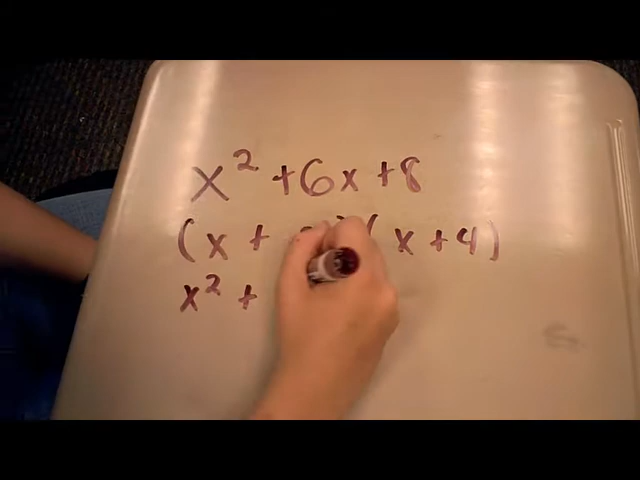 x² + 6x + 8
(x + ) (x + 4)
x² +